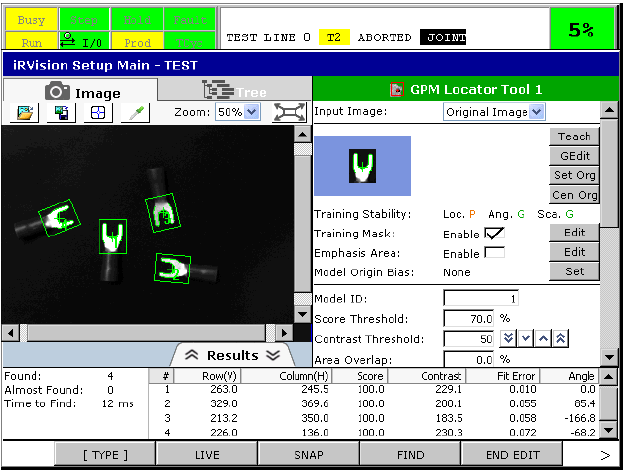 Busy Step Hold Fault
Run I/O Prod TCyc
TEST LINE 0 T2 ABORTED JOINT
5%
iRVision Setup Main - TEST
Image Tree
Zoom: 50%
GPM Locator Tool 1
Input Image: Original Image
Teach
GEdit
Set Org
Cen Org
Training Stability: Loc. P Ang. G Sca. G
Training Mask: Enable Edit
Emphasis Area: Enable Edit
Model Origin Bias: None Set
Model ID: 1
Score Threshold: 70.0 %
Contrast Threshold: 50
Area Overlap: 0.0 %
Results
Found: 4
Almost Found: 0
Time to Find: 12 ms
# Row(V) Column(H) Score Contrast Fit Error Angle
1 263.0 245.5 100.0 229.1 0.010 0.0
2 329.0 369.6 100.0 200.1 0.055 85.4
3 213.2 350.0 100.0 183.5 0.058 -166.8
4 226.0 136.0 100.0 230.3 0.072 -68.2
[ TYPE ] LIVE SNAP FIND END EDIT >